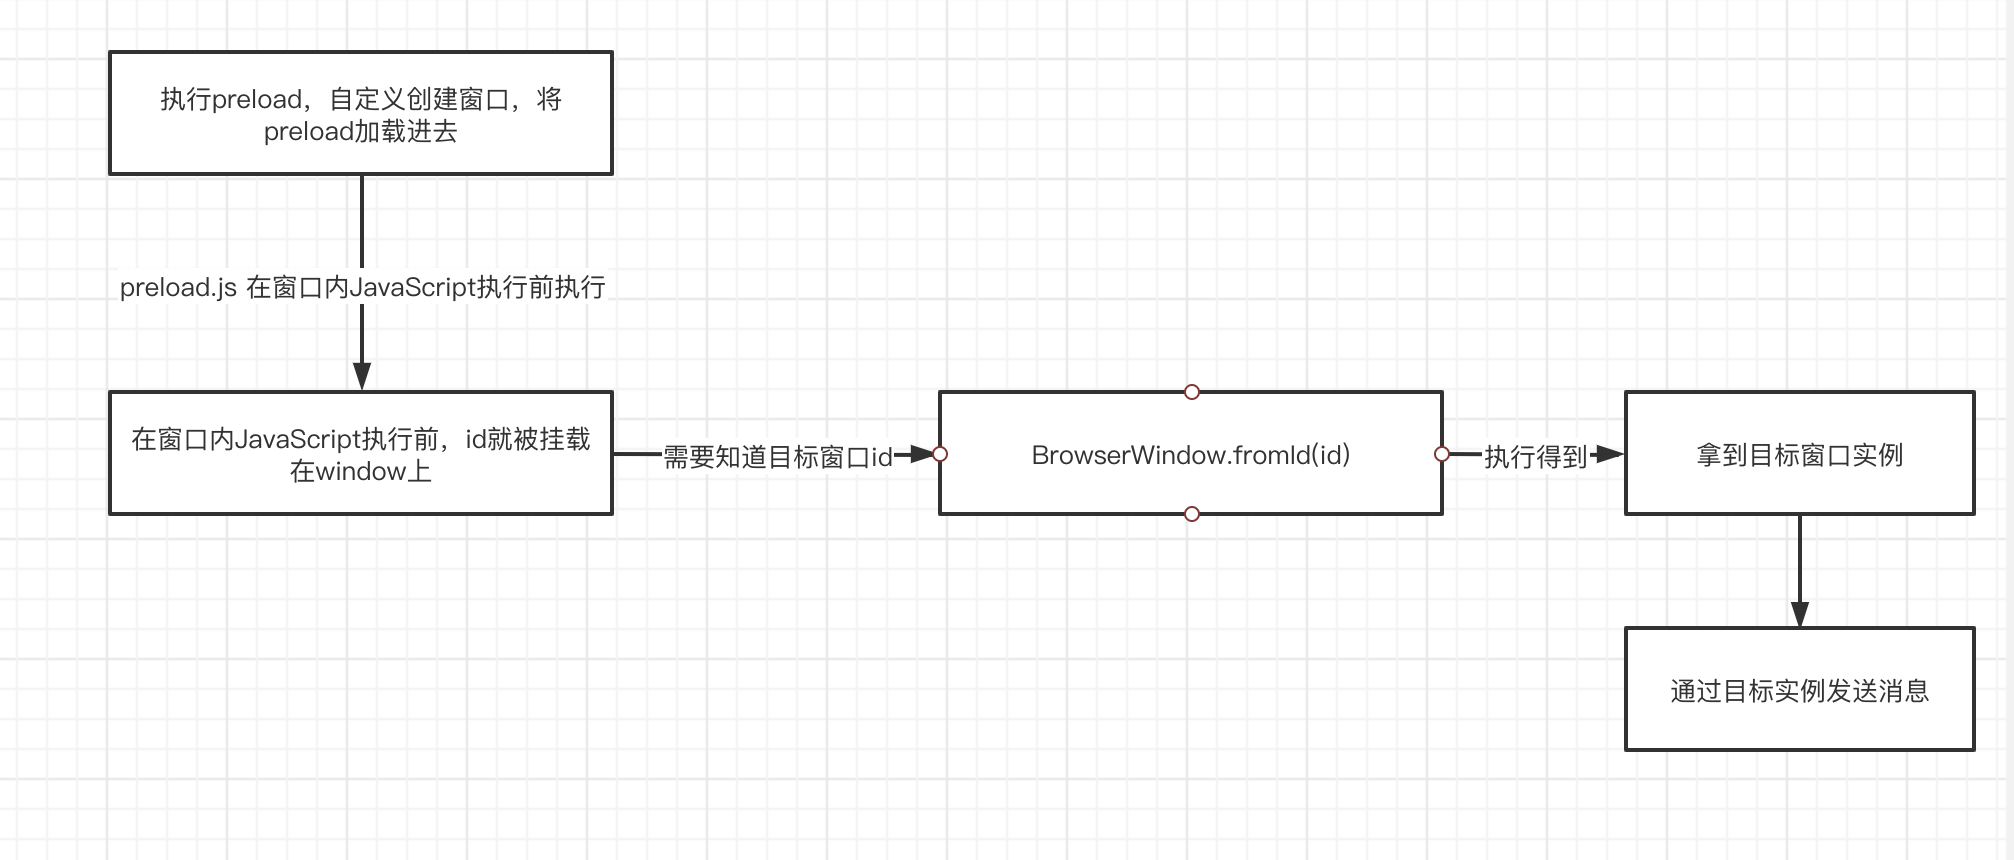 执行preload，自定义创建窗口，将
preload加载进去
preload.js 在窗口内JavaScript执行前执行
在窗口内JavaScript执行前，id就被挂载
在window上
需要知道目标窗口id
BrowserWindow.fromId(id)
执行得到
拿到目标窗口实例
通过目标实例发送消息